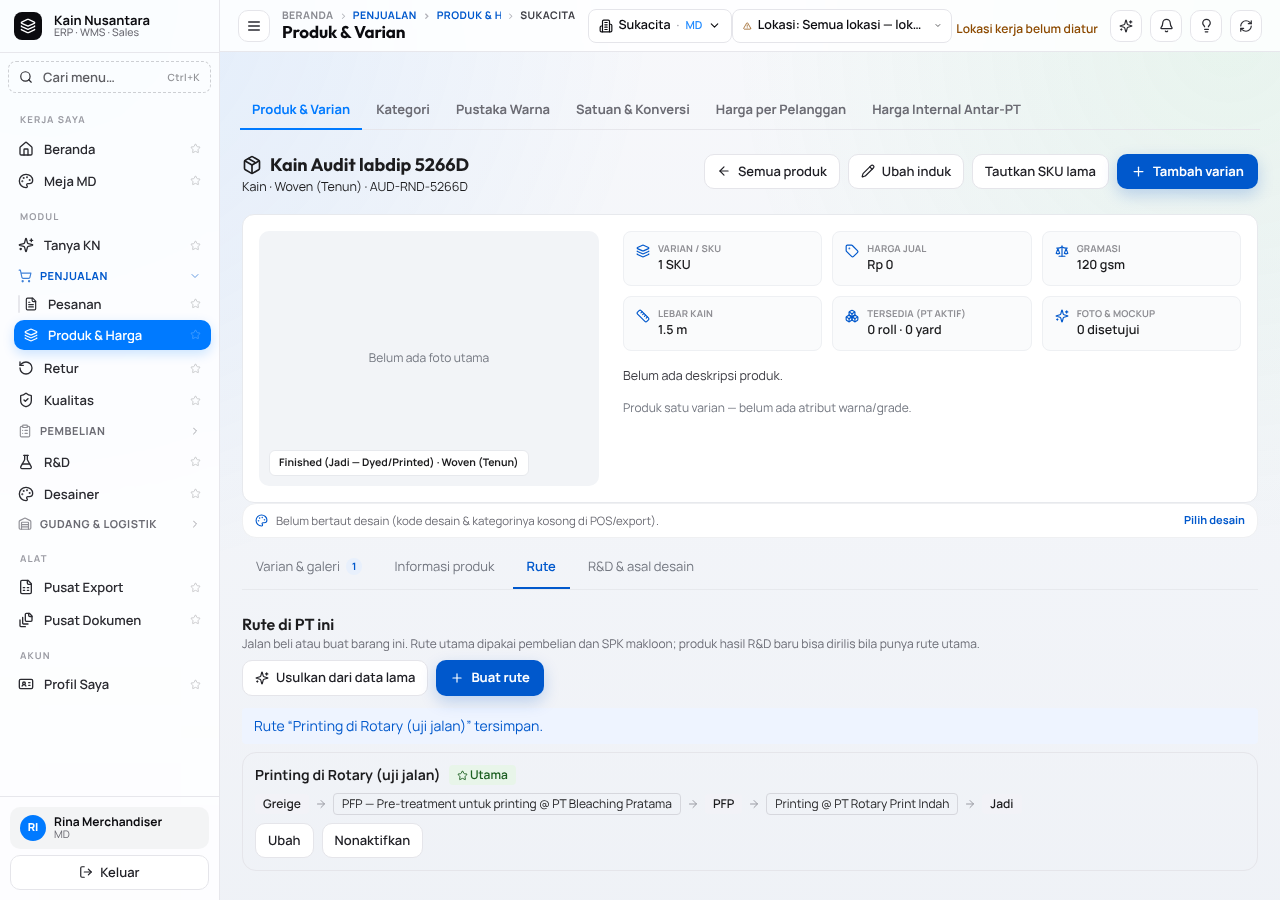 Kain Nusantara
ERP · WMS · Sales
Cari menu...
Ctrl+K
KERJA SAYA
Beranda
Meja MD
MODUL
Tanya KN
PENJUALAN
Pesanan
Produk & Harga
Retur
Kualitas
PEMBELIAN
R&D
Desainer
GUDANG & LOGISTIK
ALAT
Pusat Export
Pusat Dokumen
AKUN
Profil Saya
RI
Rina Merchandiser
MD
Keluar
BERANDA › PENJUALAN › PRODUK & H › SUKACITA
Produk & Varian
Sukacita · MD
Lokasi: Semua lokasi — lok...
Lokasi kerja belum diatur
Produk & Varian Kategori Pustaka Warna Satuan & Konversi Harga per Pelanggan Harga Internal Antar-PT
Kain Audit labdip 5266D
Kain · Woven (Tenun) · AUD-RND-5266D
← Semua produk
Ubah induk
Tautkan SKU lama
+ Tambah varian
Belum ada foto utama
Finished (Jadi — Dyed/Printed) · Woven (Tenun)
VARIAN / SKU
1 SKU
HARGA JUAL
Rp 0
GRAMASI
120 gsm
LEBAR KAIN
1.5 m
TERSEDIA (PT AKTIF)
0 roll · 0 yard
FOTO & MOCKUP
0 disetujui
Belum ada deskripsi produk.
Produk satu varian — belum ada atribut warna/grade.
Belum bertaut desain (kode desain & kategorinya kosong di POS/export).
Pilih desain
Varian & galeri 1 Informasi produk Rute R&D & asal desain
Rute di PT ini
Jalan beli atau buat barang ini. Rute utama dipakai pembelian dan SPK makloon; produk hasil R&D baru bisa dirilis bila punya rute utama.
Usulkan dari data lama
+ Buat rute
Rute “Printing di Rotary (uji jalan)” tersimpan.
Printing di Rotary (uji jalan) Utama
Greige → PFP — Pre-treatment untuk printing @ PT Bleaching Pratama → PFP → Printing @ PT Rotary Print Indah → Jadi
Ubah
Nonaktifkan